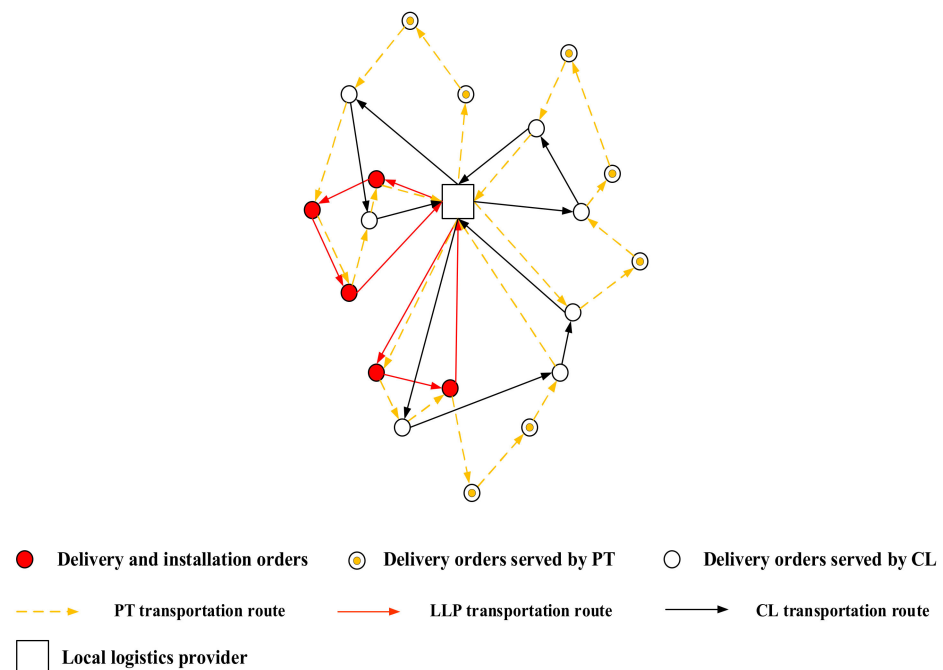 Delivery and installation orders
Delivery orders served by PT
Delivery orders served by CL
PT transportation route
LLP transportation route
CL transportation route
Local logistics provider